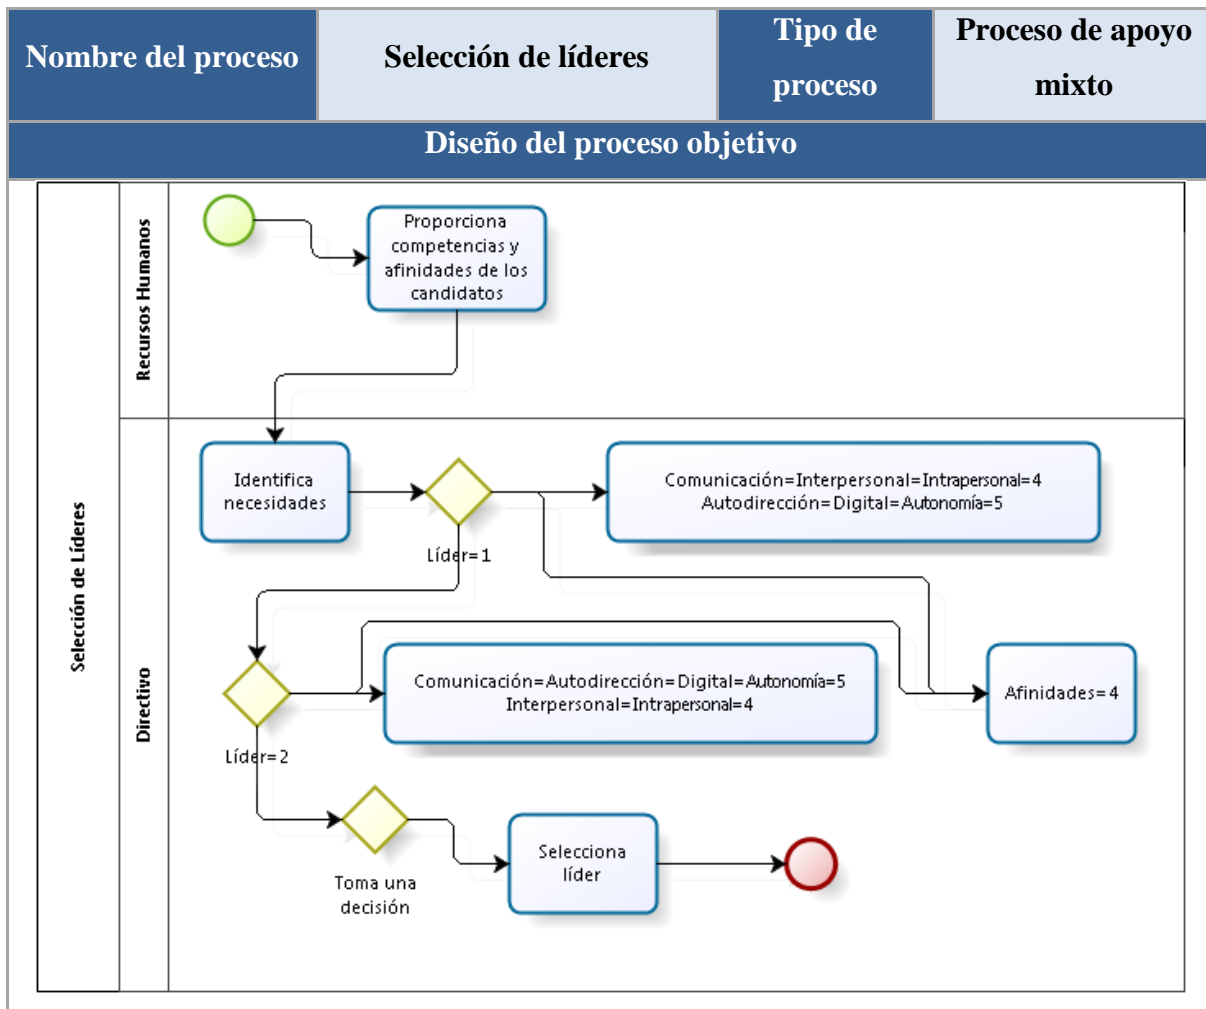 Nombre del proceso
Selección de líderes
Tipo de
proceso
Proceso de apoyo
mixto
Diseño del proceso objetivo
Selección de Líderes
Recursos Humanos
Proporciona
competencias y
afinidades de los
candidatos
Directivo
Identifica
necesidades
Líder=1
Comunicación=Interpersonal=Intrapersonal=4
Autodirección=Digital=Autonomía=5
Líder=2
Comunicación=Autodirección=Digital=Autonomía=5
Interpersonal=Intrapersonal=4
Afinidades=4
Toma una
decisión
Selecciona
líder